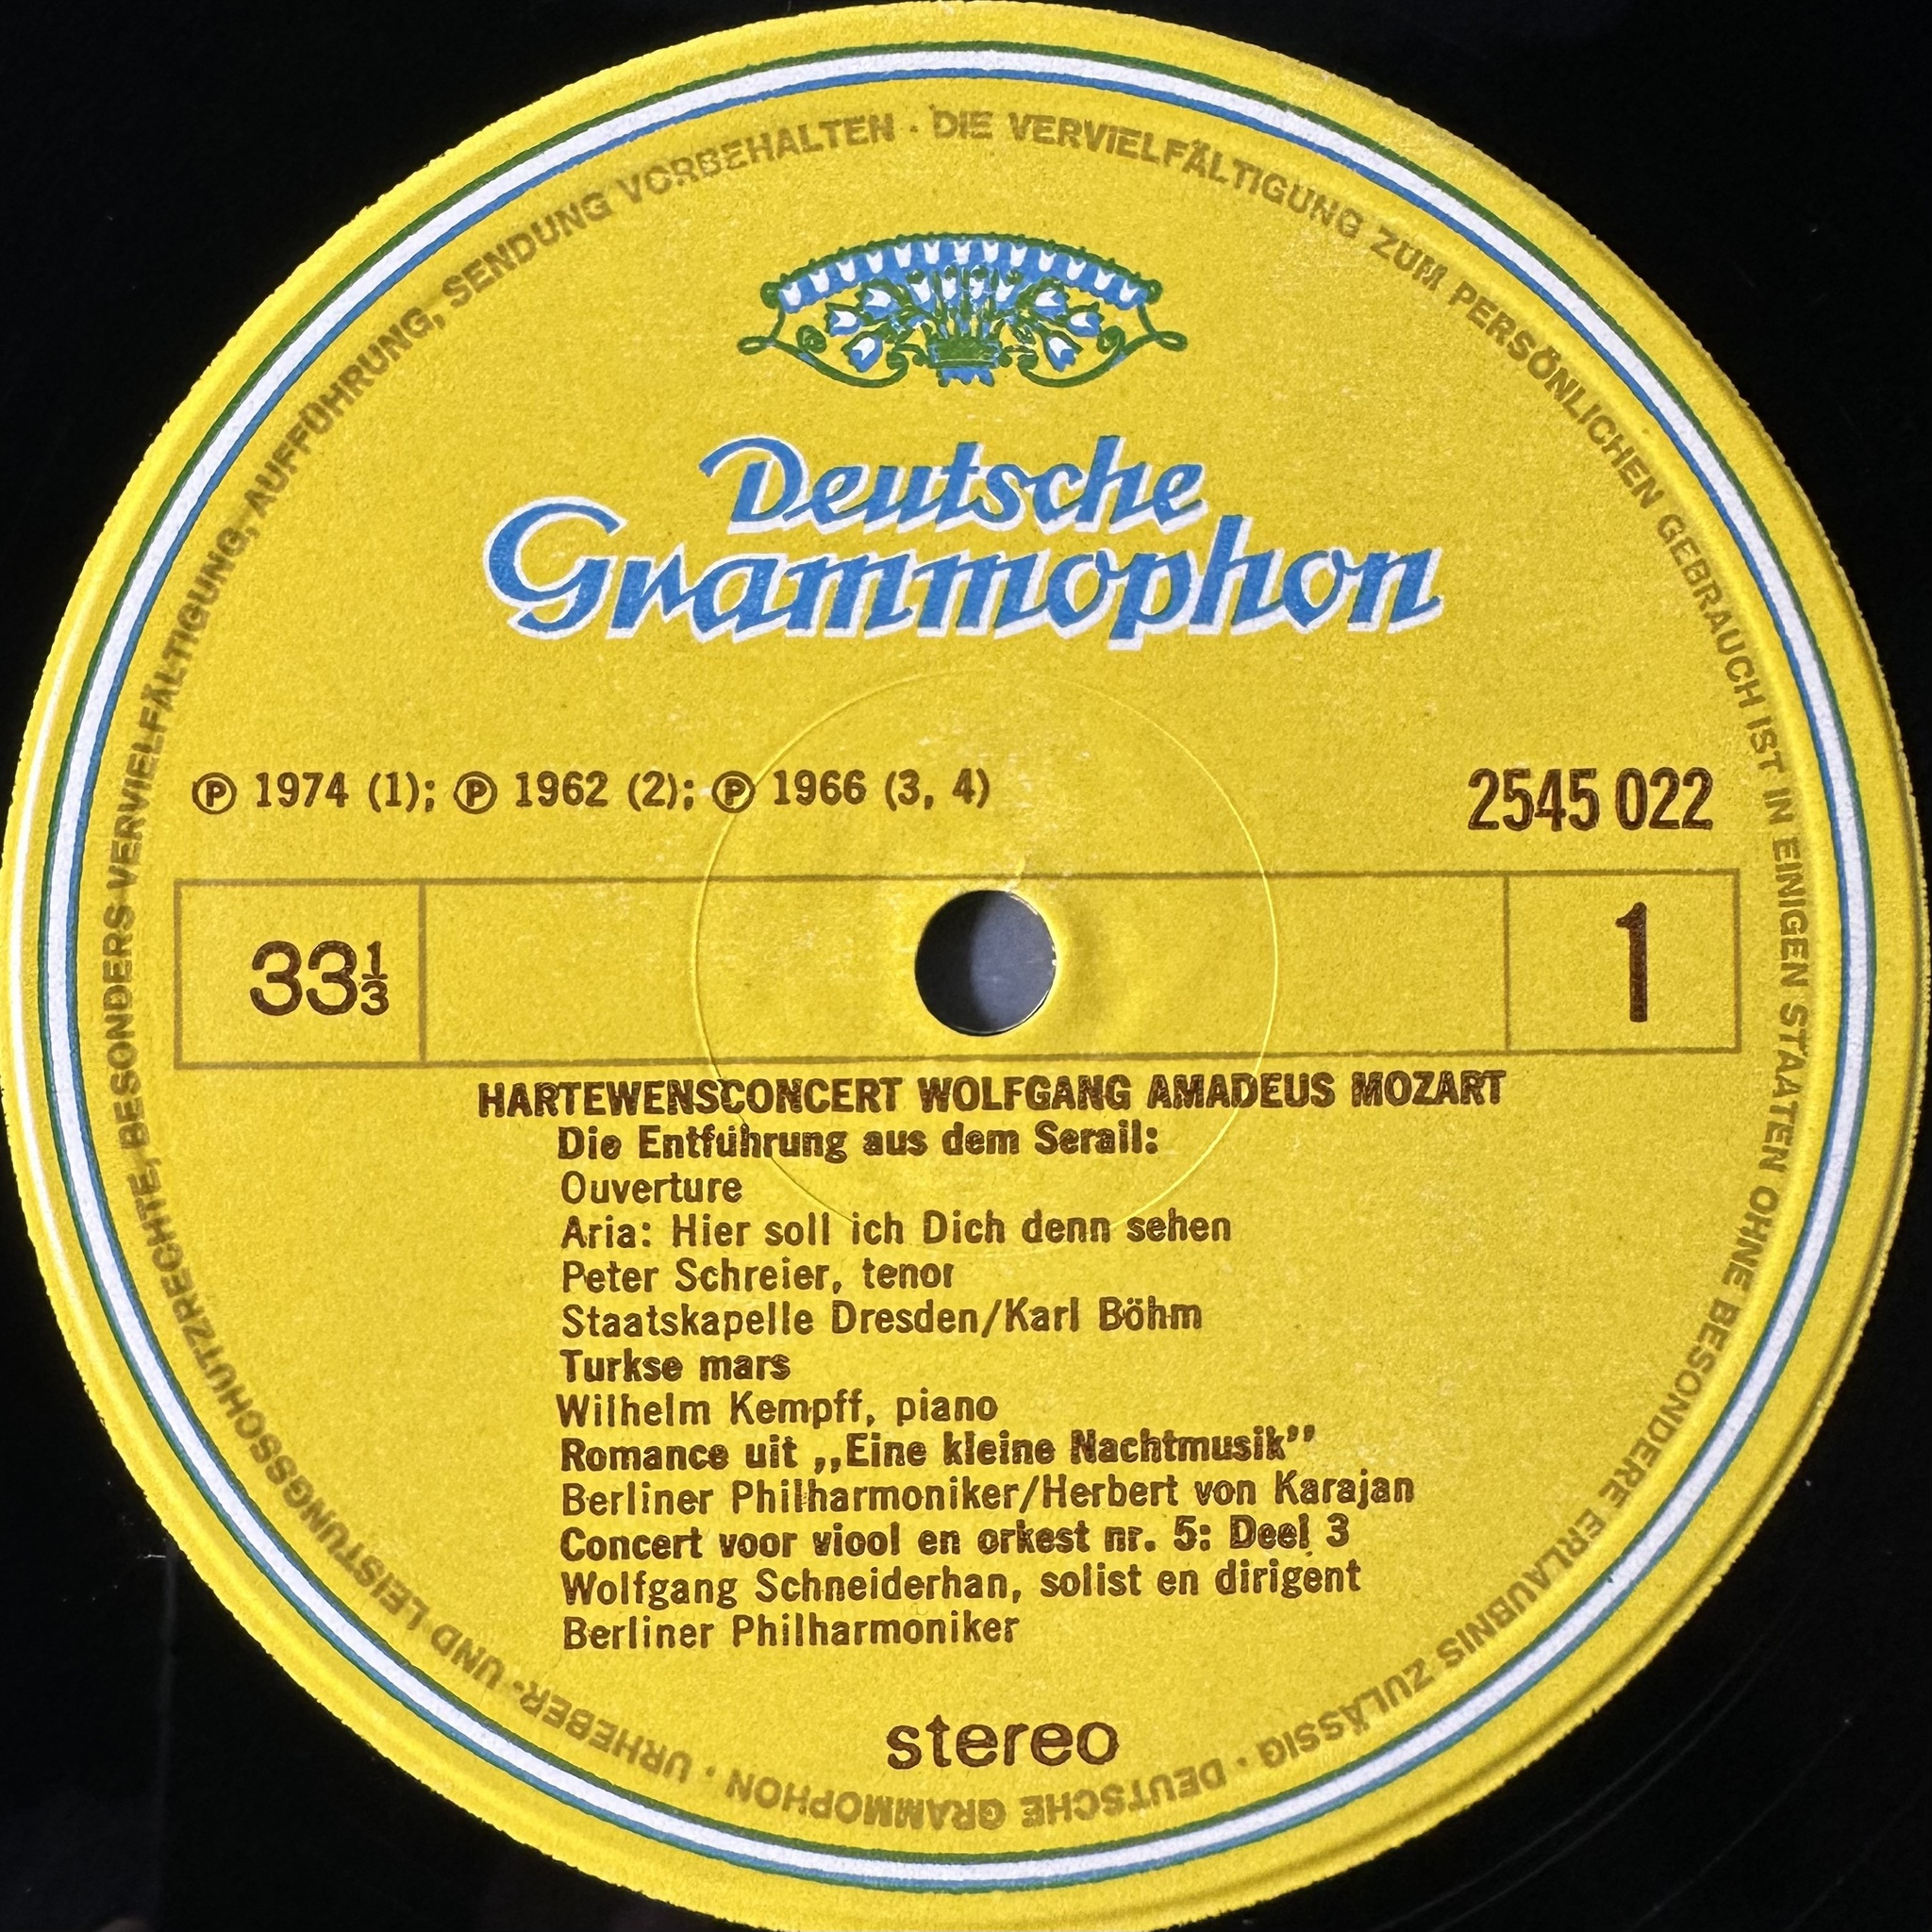 URHEBER- UND LEISTUNGSSCHUTZRECHTE, BESONDERS VERVIELFÄLTIGUNG, AUFFÜHRUNG, SENDUNG VORBEHALTEN · DIE VERVIELFÄLTIGUNG ZUM PERSÖNLICHEN GEBRAUCH IST IN EINIGEN STAATEN OHNE BESONDERE ERLAUBNIS ZULÄSSIG · DEUTSCHE GRAMMOPHON ·
Deutsche
Grammophon
Ⓟ 1974 (1); Ⓟ 1962 (2); Ⓟ 1966 (3, 4)
2545 022
33⅓
1
HARTEWENSCONCERT WOLFGANG AMADEUS MOZART
Die Entführung aus dem Serail:
Ouverture
Aria: Hier soll ich Dich denn sehen
Peter Schreier, tenor
Staatskapelle Dresden/Karl Böhm
Turkse mars
Wilhelm Kempff, piano
Romance uit „Eine kleine Nachtmusik”
Berliner Philharmoniker/Herbert von Karajan
Concert voor viool en orkest nr. 5: Deel 3
Wolfgang Schneiderhan, solist en dirigent
Berliner Philharmoniker
stereo